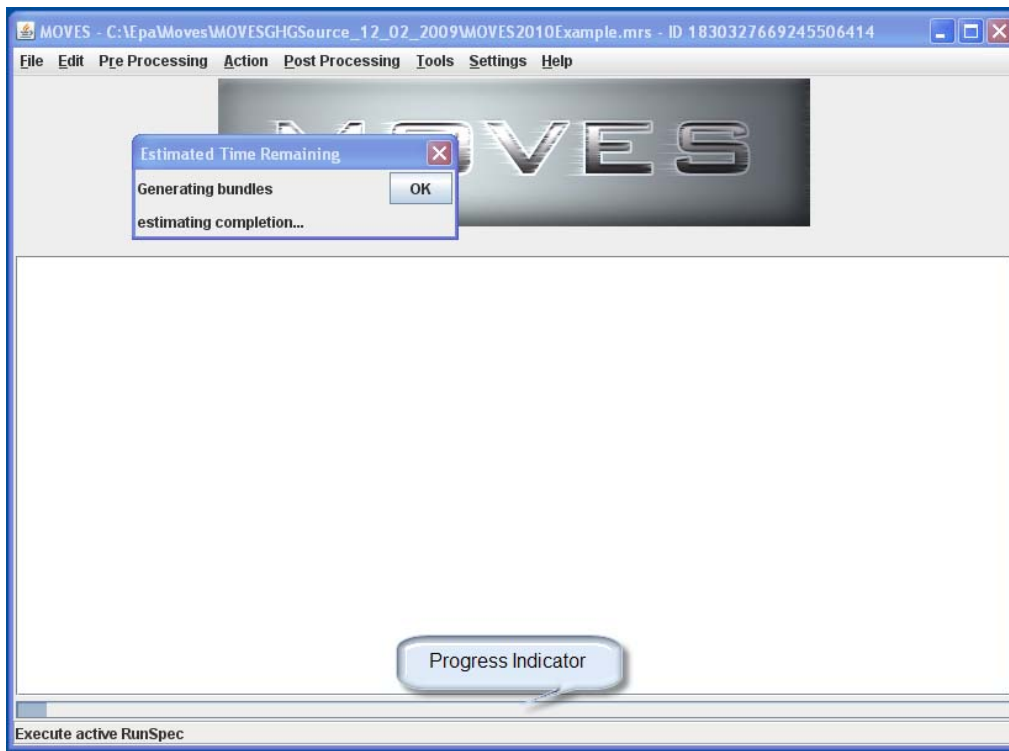 MOVES - C:\Epa\Moves\MOVESGHGSource_12_02_2009\MOVES2010Example.mrs - ID 1830327669245506414
File Edit Pre Processing Action Post Processing Tools Settings Help
MOVES
Estimated Time Remaining
Generating bundles OK
estimating completion...
Progress Indicator
Execute active RunSpec